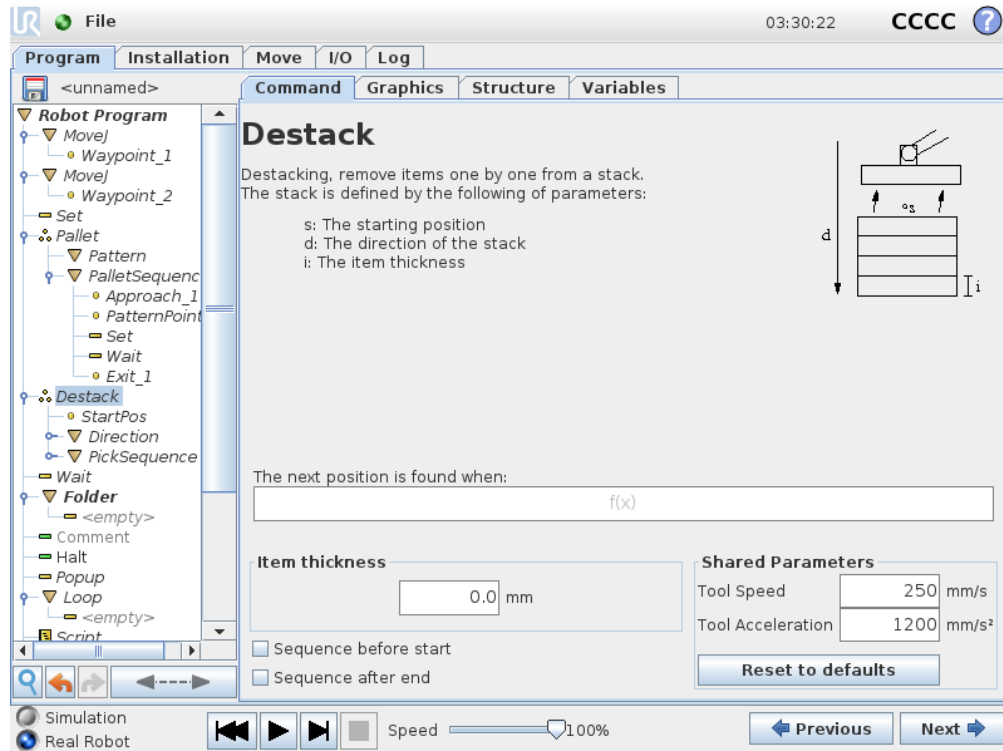 UR File 03:30:22 CCCC ?
Program Installation Move I/O Log
<unnamed>
Command Graphics Structure Variables
Robot Program
MoveJ
Waypoint_1
MoveJ
Waypoint_2
Set
Pallet
Pattern
PalletSequenc
Approach_1
PatternPoint
Set
Wait
Exit_1
Destack
StartPos
Direction
PickSequence
Wait
Folder
<empty>
Comment
Halt
Popup
Loop
<empty>
Script
Destack
Destacking, remove items one by one from a stack.
The stack is defined by the following of parameters:
s: The starting position
d: The direction of the stack
i: The item thickness
s
d
i
The next position is found when:
f(x)
Item thickness
0.0 mm
Sequence before start
Sequence after end
Shared Parameters
Tool Speed 250 mm/s
Tool Acceleration 1200 mm/s²
Reset to defaults
Simulation
Real Robot
Speed 100%
Previous Next